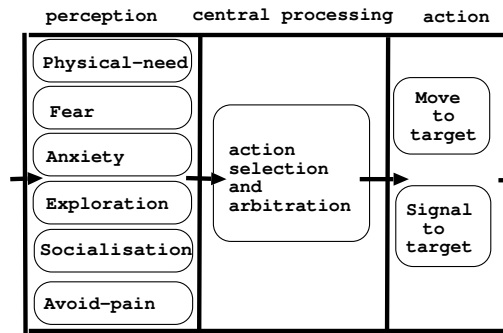 perception central processing action
Physical-need
Fear
Anxiety
Exploration
Socialisation
Avoid-pain
action
selection
and
arbitration
Move
to
target
Signal
to
target